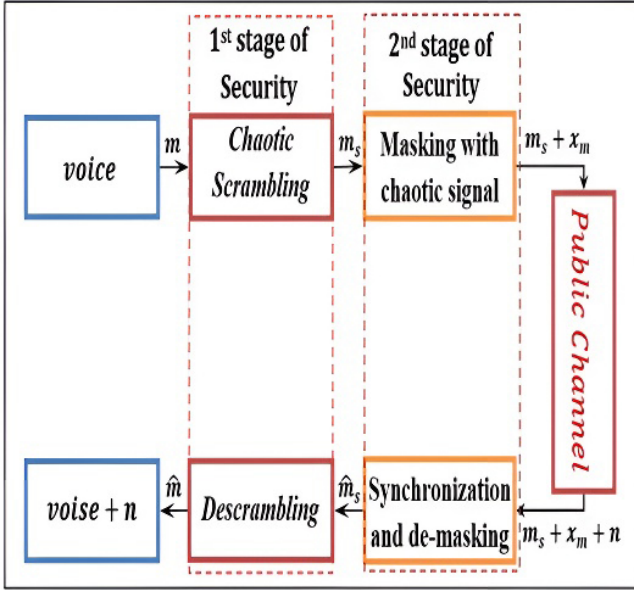 1st stage of
Security
2nd stage of
Security
voice
m
Chaotic
Scrambling
mₛ
Masking with
chaotic signal
mₛ + xₘ
Public Channel
voise + n
m̂
Descrambling
m̂ₛ
Synchronization
and de-masking
mₛ + xₘ + n